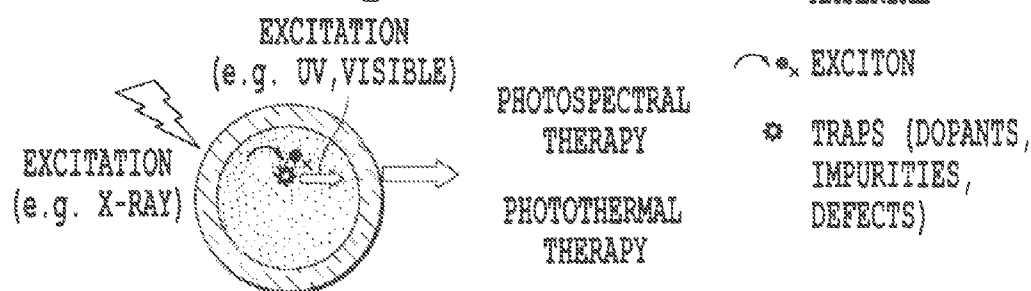 EXCITATION
(e.g. UV,VISIBLE)
EXCITATION
(e.g. X-RAY)
PHOTOSPECTRAL
THERAPY
PHOTOTHERMAL
THERAPY
EXCITON
TRAPS (DOPANTS,
IMPURITIES,
DEFECTS)